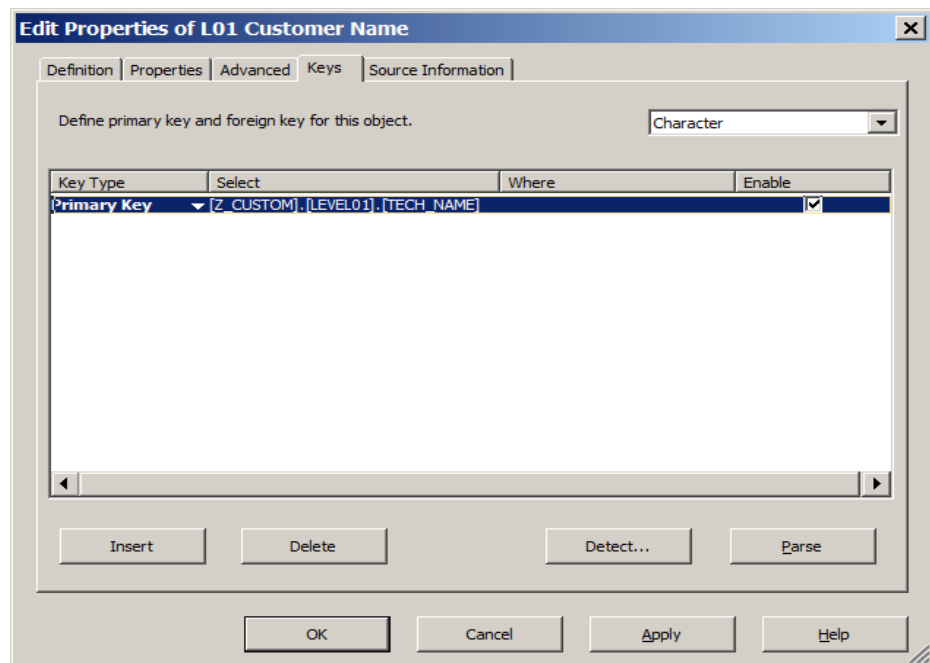 Edit Properties of L01 Customer Name
Definition Properties Advanced Keys Source Information
Define primary key and foreign key for this object. Character
Key Type Select Where Enable
Primary Key [Z_CUSTOM].[LEVEL01].[TECH_NAME]
Insert Delete Detect... Parse
OK Cancel Apply Help